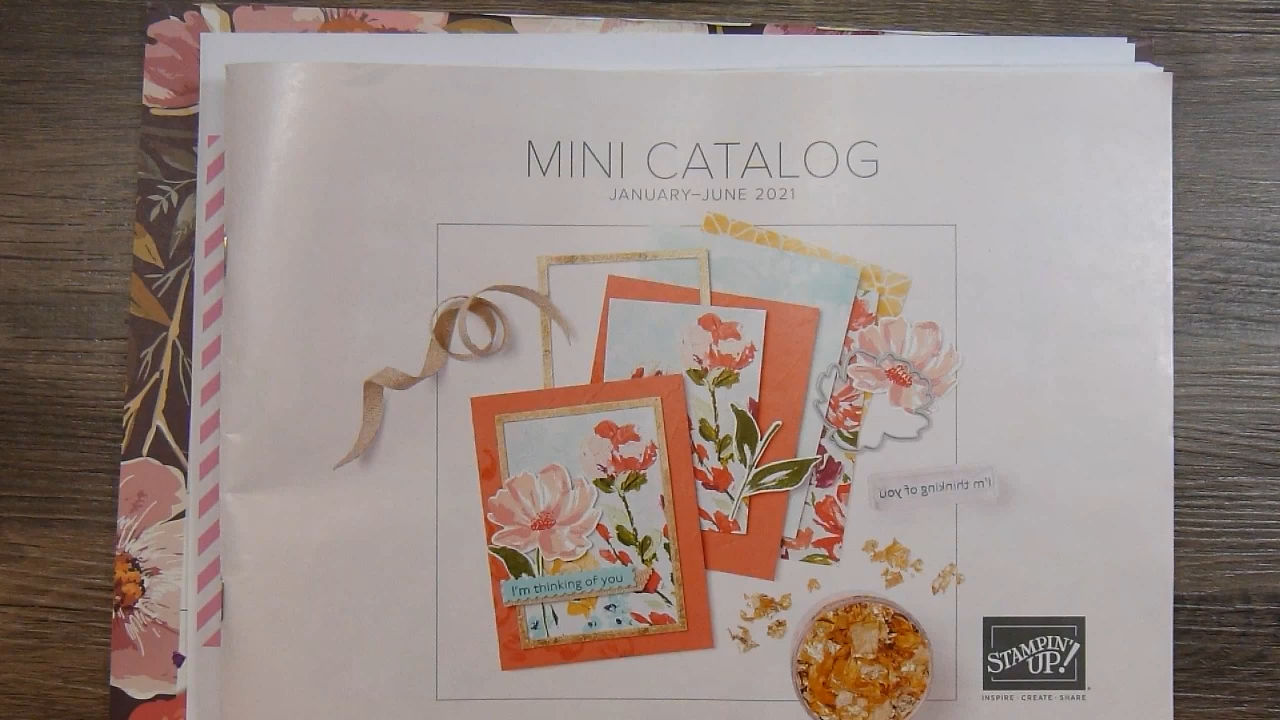 MINI CATALOG
JANUARY–JUNE 2021
I'm thinking of you
I'm thinking of you
STAMPIN' UP!®
INSPIRE · CREATE · SHARE